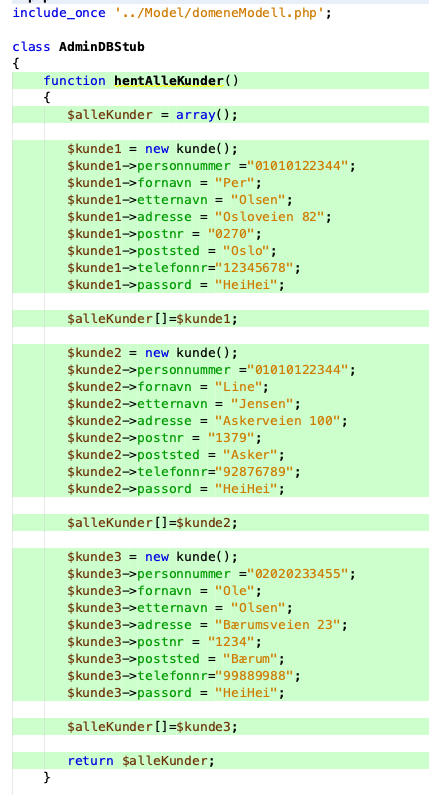 include_once '../Model/domeneModell.php';
class AdminDBStub
{
function hentAlleKunder()
{
$alleKunder = array();
$kunde1 = new kunde();
$kunde1->personnummer ="01010122344";
$kunde1->fornavn = "Per";
$kunde1->etternavn = "Olsen";
$kunde1->adresse = "Osloveien 82";
$kunde1->postnr = "0270";
$kunde1->poststed = "Oslo";
$kunde1->telefonnr="12345678";
$kunde1->passord = "HeiHei";
$alleKunder[]=$kunde1;
$kunde2 = new kunde();
$kunde2->personnummer ="01010122344";
$kunde2->fornavn = "Line";
$kunde2->etternavn = "Jensen";
$kunde2->adresse = "Askerveien 100";
$kunde2->postnr = "1379";
$kunde2->poststed = "Asker";
$kunde2->telefonnr="92876789";
$kunde2->passord = "HeiHei";
$alleKunder[]=$kunde2;
$kunde3 = new kunde();
$kunde3->personnummer ="02020233455";
$kunde3->fornavn = "Ole";
$kunde3->etternavn = "Olsen";
$kunde3->adresse = "Bærumsveien 23";
$kunde3->postnr = "1234";
$kunde3->poststed = "Bærum";
$kunde3->telefonnr="99889988";
$kunde3->passord = "HeiHei";
$alleKunder[]=$kunde3;
return $alleKunder;
}